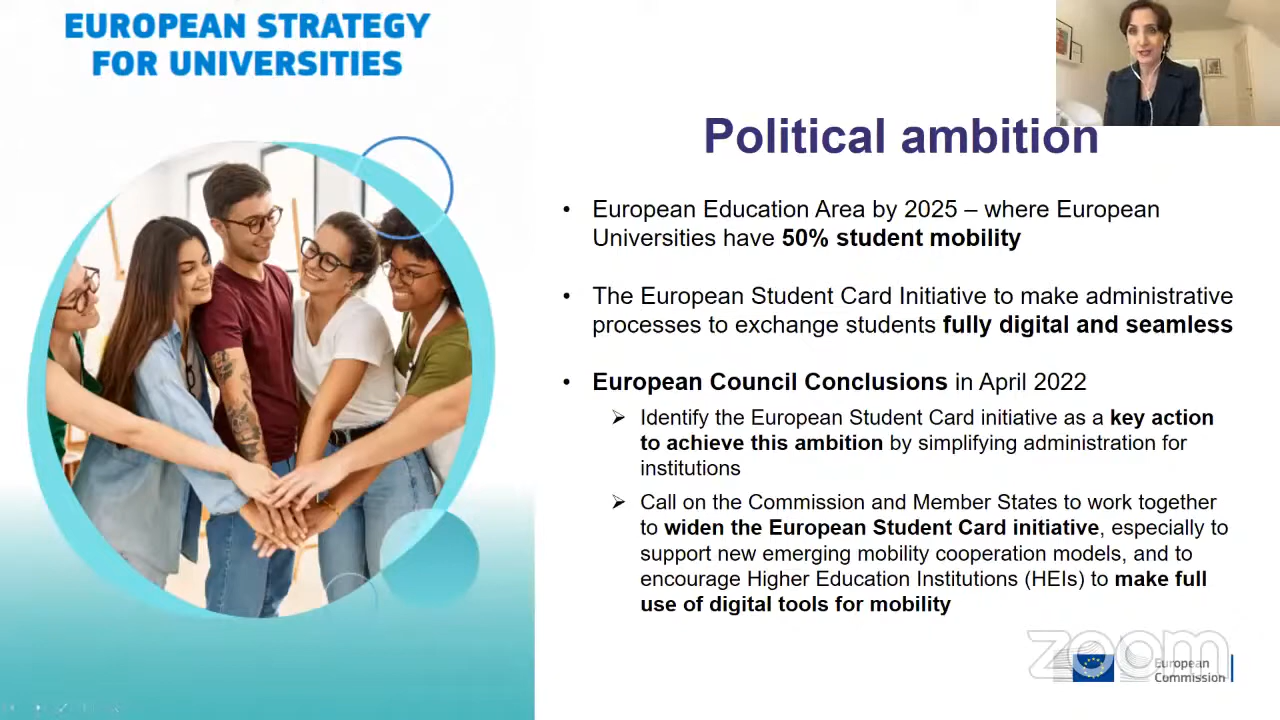 EUROPEAN STRATEGY
FOR UNIVERSITIES
Political ambition
• European Education Area by 2025 – where European
Universities have 50% student mobility
• The European Student Card Initiative to make administrative
processes to exchange students fully digital and seamless
• European Council Conclusions in April 2022
➢ Identify the European Student Card initiative as a key action
to achieve this ambition by simplifying administration for
institutions
➢ Call on the Commission and Member States to work together
to widen the European Student Card initiative, especially to
support new emerging mobility cooperation models, and to
encourage Higher Education Institutions (HEIs) to make full
use of digital tools for mobility
zoom
European
Commission